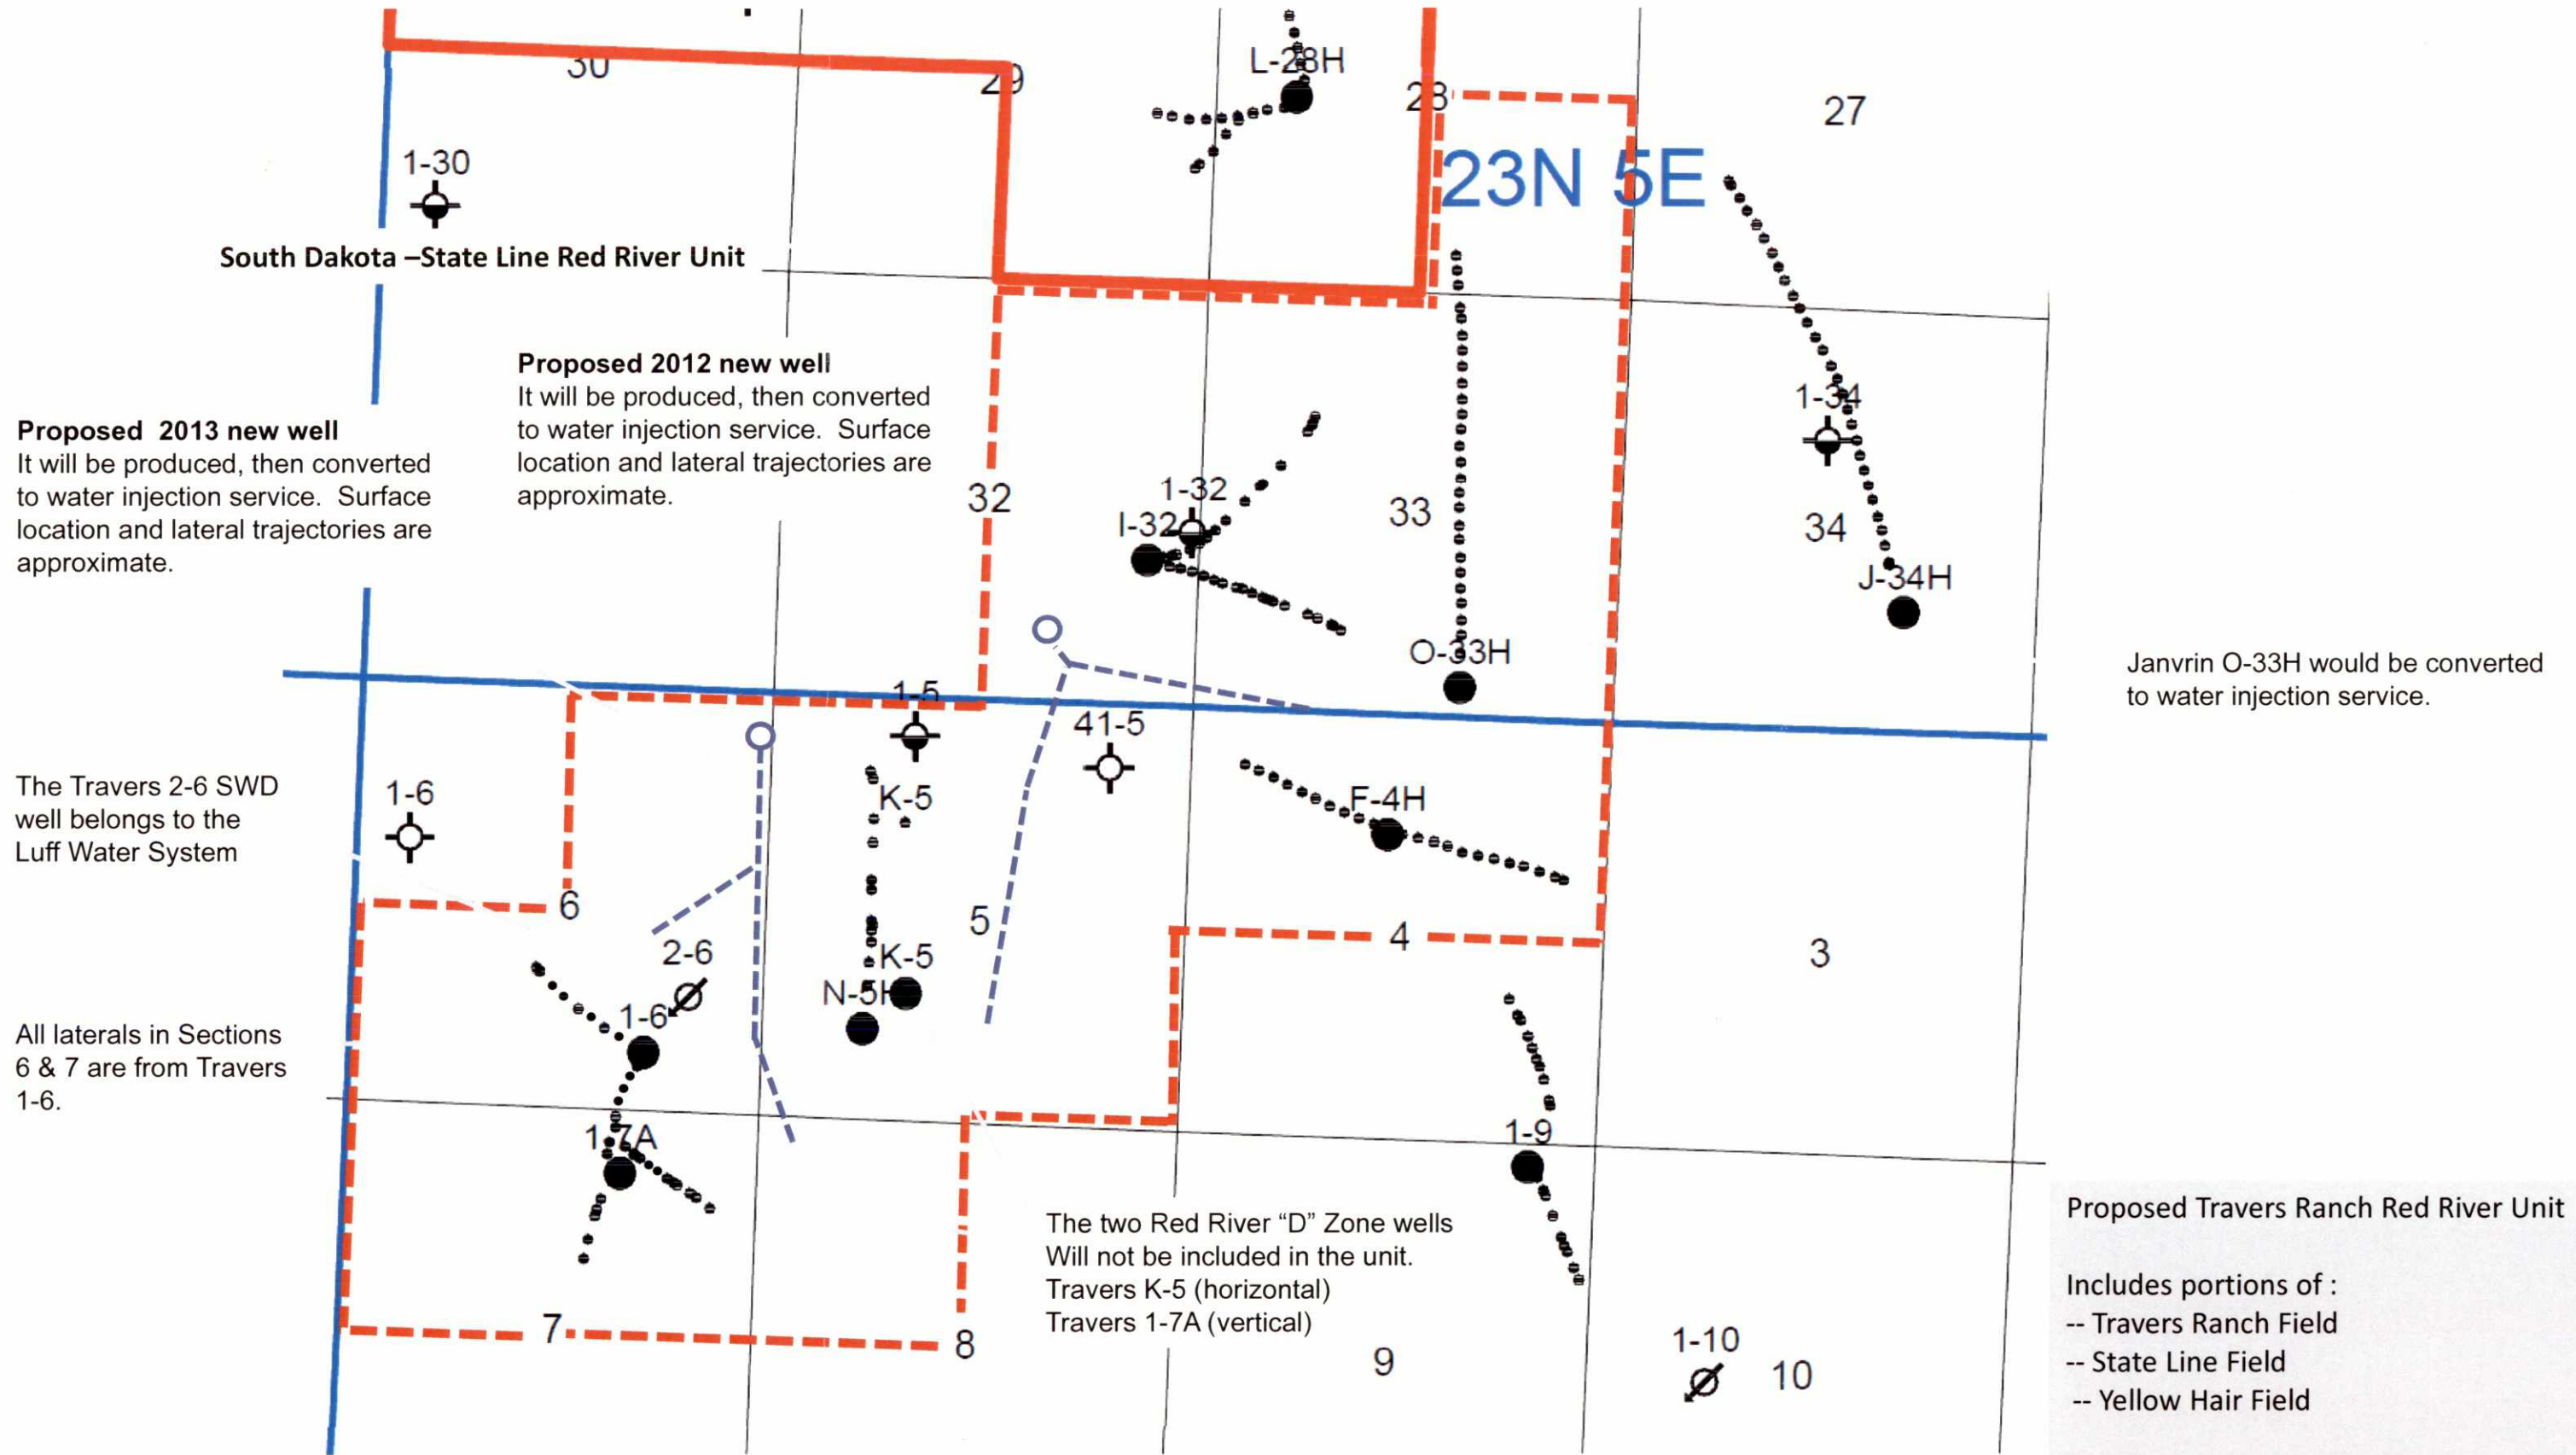 30
29
L-28H
28
27
23N 5E
1-30
South Dakota –State Line Red River Unit
Proposed 2013 new well
It will be produced, then converted
to water injection service. Surface
location and lateral trajectories are
approximate.
Proposed 2012 new well
It will be produced, then converted
to water injection service. Surface
location and lateral trajectories are
approximate.
32
1-32
I-32
33
1-34
34
J-34H
O-33H
Janvrin O-33H would be converted
to water injection service.
1-5
41-5
The Travers 2-6 SWD
well belongs to the
Luff Water System
1-6
K-5
F-4H
6
5
4
3
2-6
K-5
N-5H
1-6
All laterals in Sections
6 & 7 are from Travers
1-6.
1-7A
1-9
The two Red River “D” Zone wells
Will not be included in the unit.
Travers K-5 (horizontal)
Travers 1-7A (vertical)
7
8
9
1-10
10
Proposed Travers Ranch Red River Unit
Includes portions of :
-- Travers Ranch Field
-- State Line Field
-- Yellow Hair Field